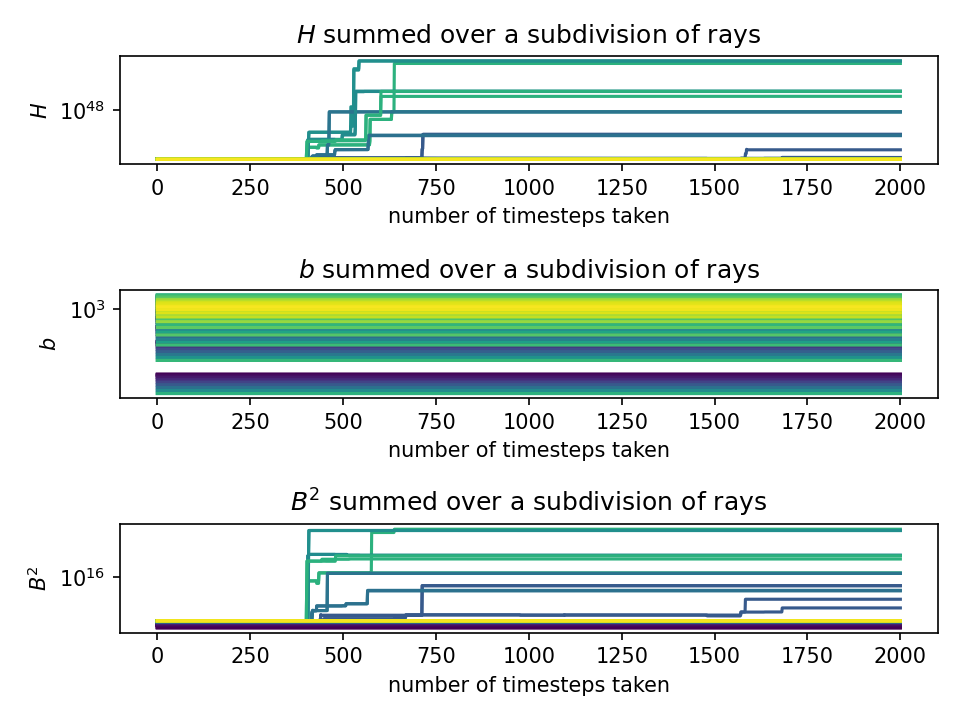 H summed over a subdivision of rays
H
10^48
0 250 500 750 1000 1250 1500 1750 2000
number of timesteps taken
b summed over a subdivision of rays
b
10^3
0 250 500 750 1000 1250 1500 1750 2000
number of timesteps taken
B^2 summed over a subdivision of rays
B^2
10^16
0 250 500 750 1000 1250 1500 1750 2000
number of timesteps taken